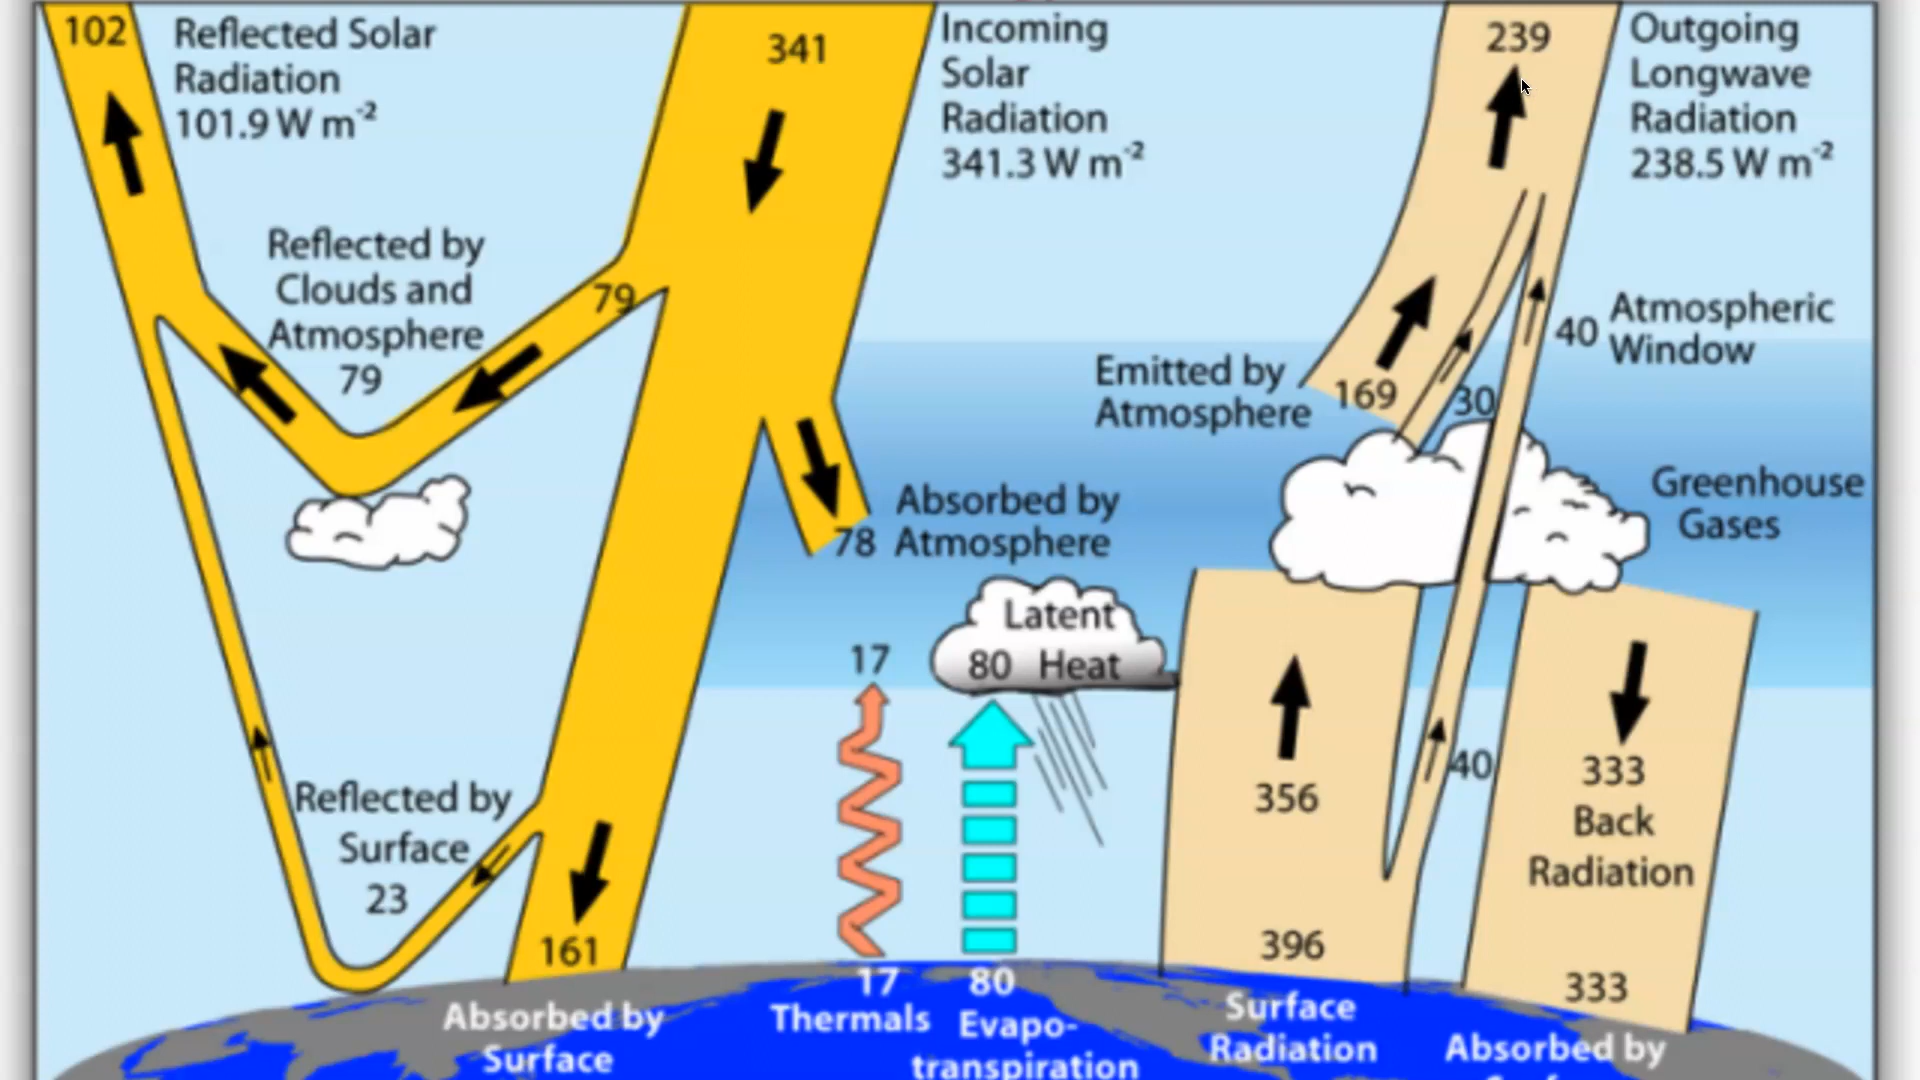 102
Reflected Solar
Radiation
101.9 W m⁻²
341
Incoming
Solar
Radiation
341.3 W m⁻²
239
Outgoing
Longwave
Radiation
238.5 W m⁻²
Reflected by
Clouds and
Atmosphere
79
79
Emitted by
Atmosphere
169
30
40
Atmospheric
Window
Greenhouse
Gases
Absorbed by
78 Atmosphere
Latent
80 Heat
17
356
40
333
Back
Radiation
Reflected by
Surface
23
161
396
333
17
Thermals
80
Evapo-
transpiration
Absorbed by
Surface
Surface
Radiation
Absorbed by